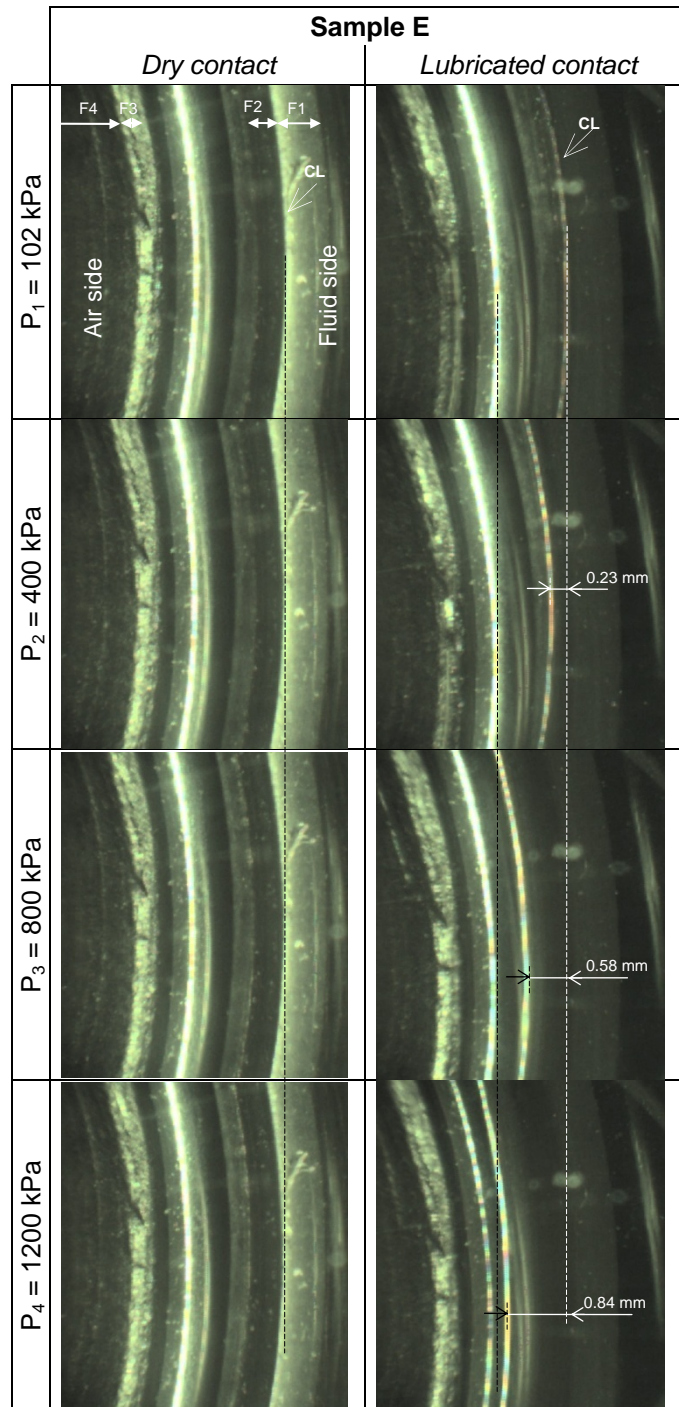 Sample E
Dry contact
Lubricated contact
P1 = 102 kPa
F4
F3
F2
F1
CL
Air side
Fluid side
CL
P2 = 400 kPa
0.23 mm
P3 = 800 kPa
0.58 mm
P4 = 1200 kPa
0.84 mm